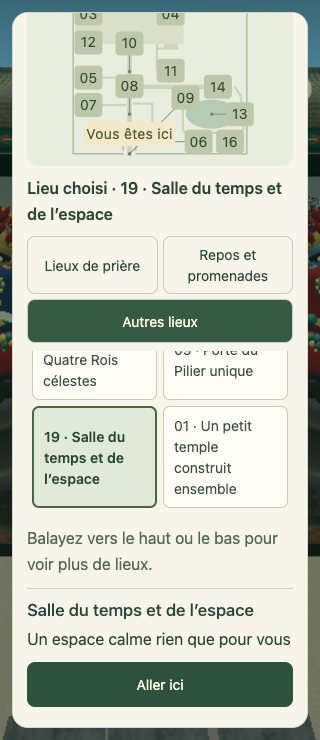 03
04
12
10
05
11
08
14
07
09
13
Vous êtes ici
06
16
Lieu choisi · 19 · Salle du temps et
de l’espace
Lieux de prière
Repos et
promenades
Autres lieux
Quatre Rois
célestes
09 · Porte du
Pilier unique
19 · Salle du
temps et de
l’espace
01 · Un petit
temple
construit
ensemble
Balayez vers le haut ou le bas pour
voir plus de lieux.
Salle du temps et de l’espace
Un espace calme rien que pour vous
Aller ici